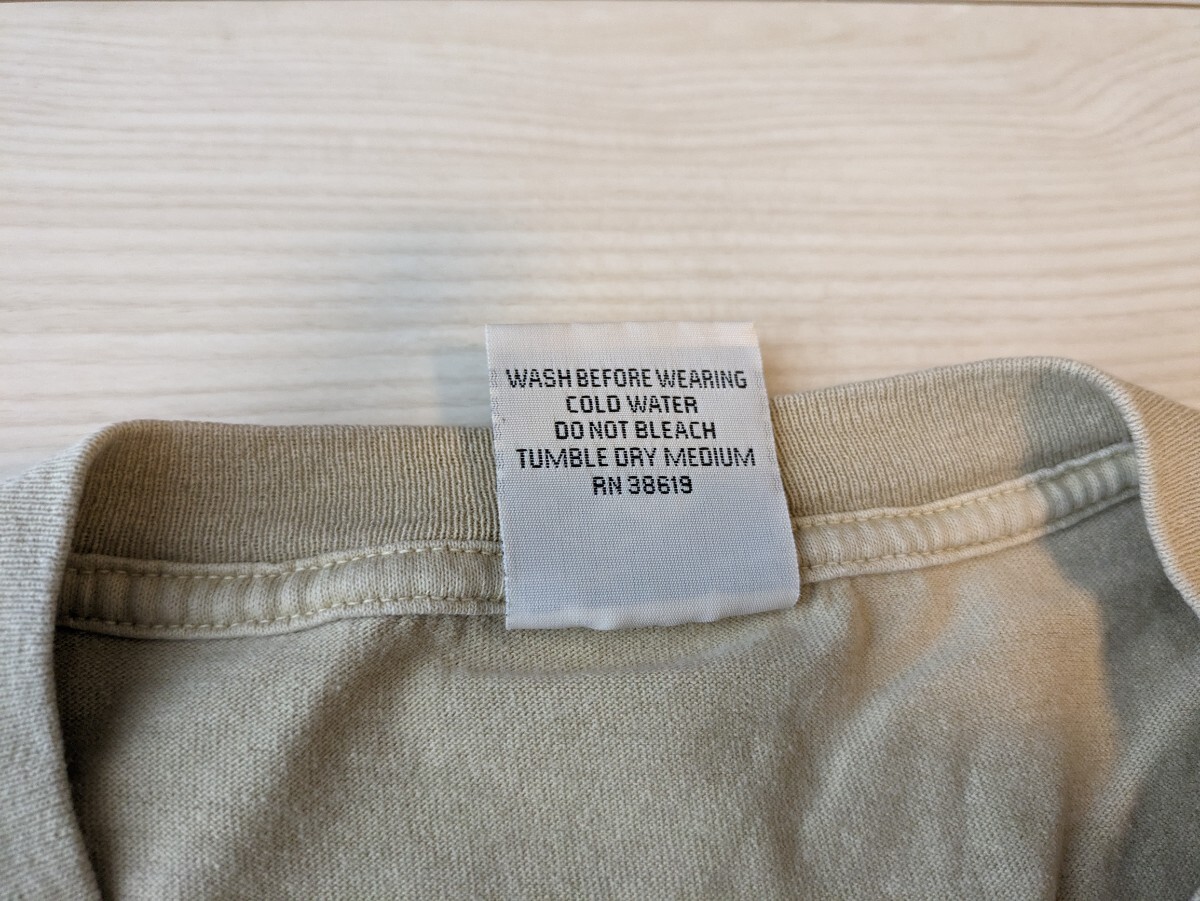 WASH BEFORE WEARING
COLD WATER
DO NOT BLEACH
TUMBLE DRY MEDIUM
RN 38619